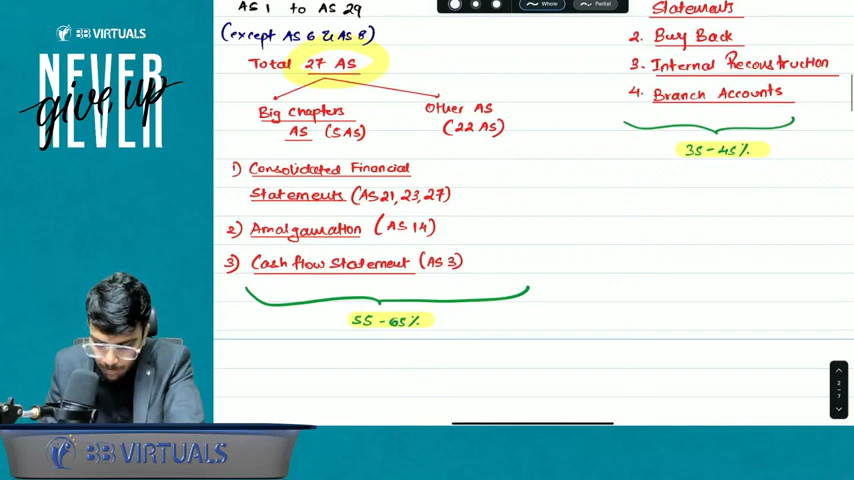 BB VIRTUALS
NEVER
give up
NEVER
Whole
Partial
AS 1 to AS 29
(except AS 6 & AS 8)
Total 27 AS
Big Chapters
AS (5 AS)
Other AS
(22 AS)
1) Consolidated Financial
Statements (AS 21, 23, 27)
2) Amalgamation (AS 14)
3) Cash flow Statement (AS 3)
55-65%
Statements
2. Buy Back
3. Internal Reconstruction
4. Branch Accounts
35-45%
BB VIRTUALS